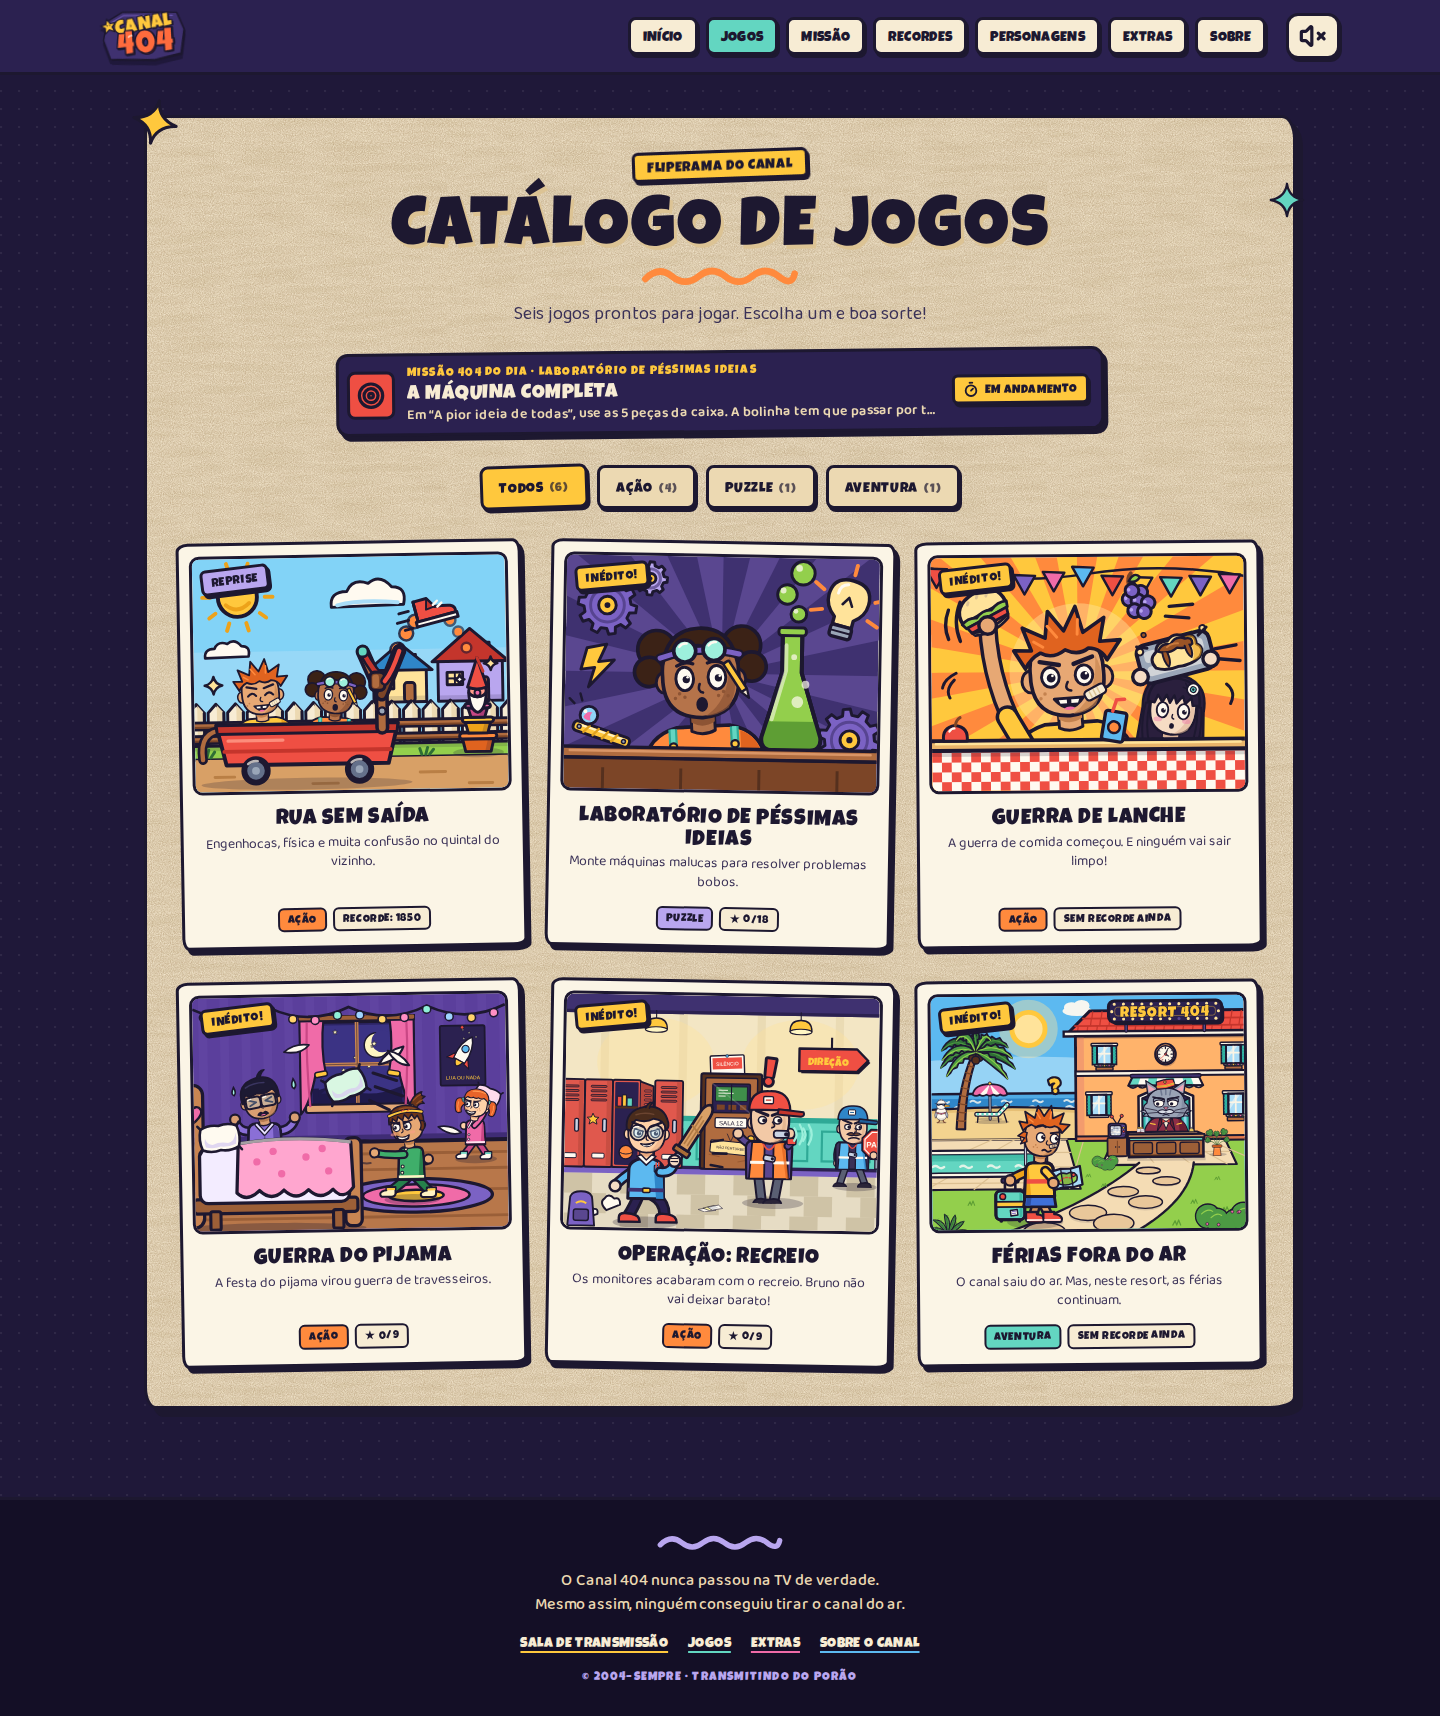 CANAL
404
INÍCIO
JOGOS
MISSÃO
RECORDES
PERSONAGENS
EXTRAS
SOBRE
FLIPERAMA DO CANAL
CATÁLOGO DE JOGOS
Seis jogos prontos para jogar. Escolha um e boa sorte!
MISSÃO 404 DO DIA · LABORATÓRIO DE PÉSSIMAS IDEIAS
A MÁQUINA COMPLETA
Em “A pior ideia de todas”, use as 5 peças da caixa. A bolinha tem que passar por t…
EM ANDAMENTO
TODOS (6)
AÇÃO (4)
PUZZLE (1)
AVENTURA (1)
REPRISE
RUA SEM SAÍDA
Engenhocas, física e muita confusão no quintal do
vizinho.
AÇÃO
RECORDE: 1850
INÉDITO!
LABORATÓRIO DE PÉSSIMAS
IDEIAS
Monte máquinas malucas para resolver problemas
bobos.
PUZZLE
★ 0/18
INÉDITO!
GUERRA DE LANCHE
A guerra de comida começou. E ninguém vai sair
limpo!
AÇÃO
SEM RECORDE AINDA
INÉDITO!
LUA OU NADA
GUERRA DO PIJAMA
A festa do pijama virou guerra de travesseiros.
AÇÃO
★ 0/9
INÉDITO!
SILÊNCIO
DIREÇÃO
SALA 12
PA
OPERAÇÃO: RECREIO
Os monitores acabaram com o recreio. Bruno não
vai deixar barato!
AÇÃO
★ 0/9
INÉDITO!
RESORT 404
FÉRIAS FORA DO AR
O canal saiu do ar. Mas, neste resort, as férias
continuam.
AVENTURA
SEM RECORDE AINDA
O Canal 404 nunca passou na TV de verdade.
Mesmo assim, ninguém conseguiu tirar o canal do ar.
SALA DE TRANSMISSÃO
JOGOS
EXTRAS
SOBRE O CANAL
© 2004–SEMPRE · TRANSMITINDO DO PORÃO